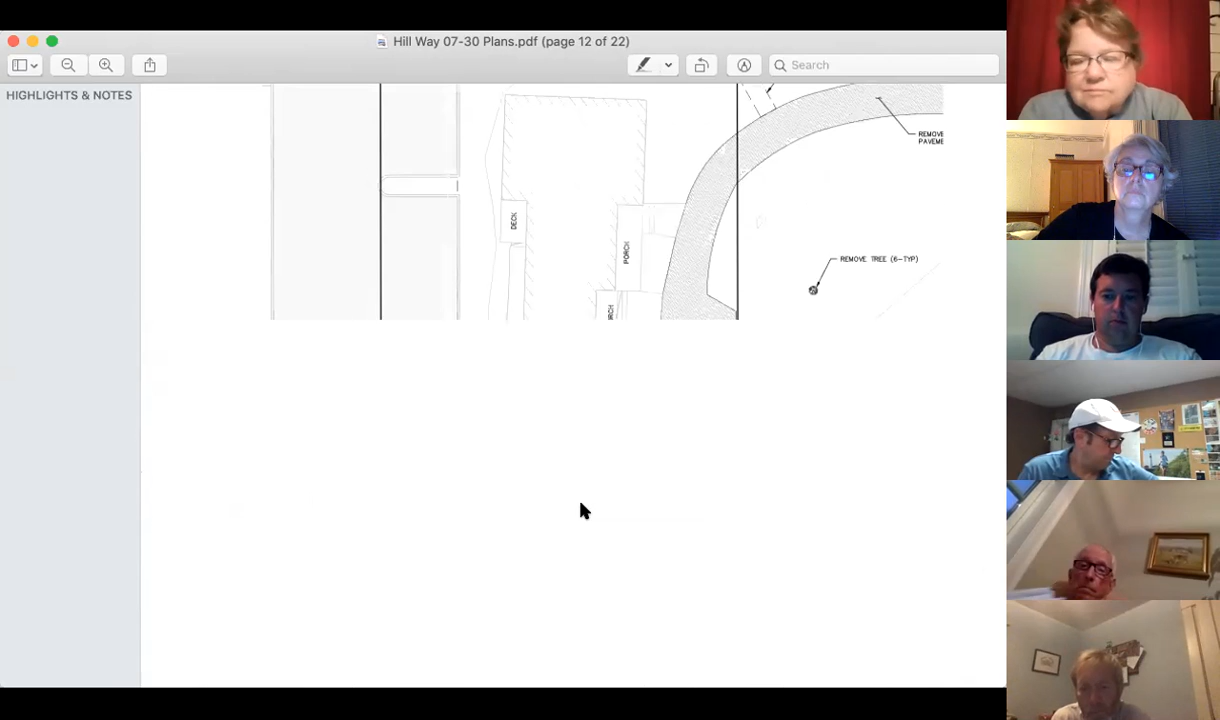 Hill Way 07-30 Plans.pdf (page 12 of 22)
Search
HIGHLIGHTS & NOTES
REMOVE
PAVEME
DECK
PORCH
REMOVE TREE (6-TYP)
RCH